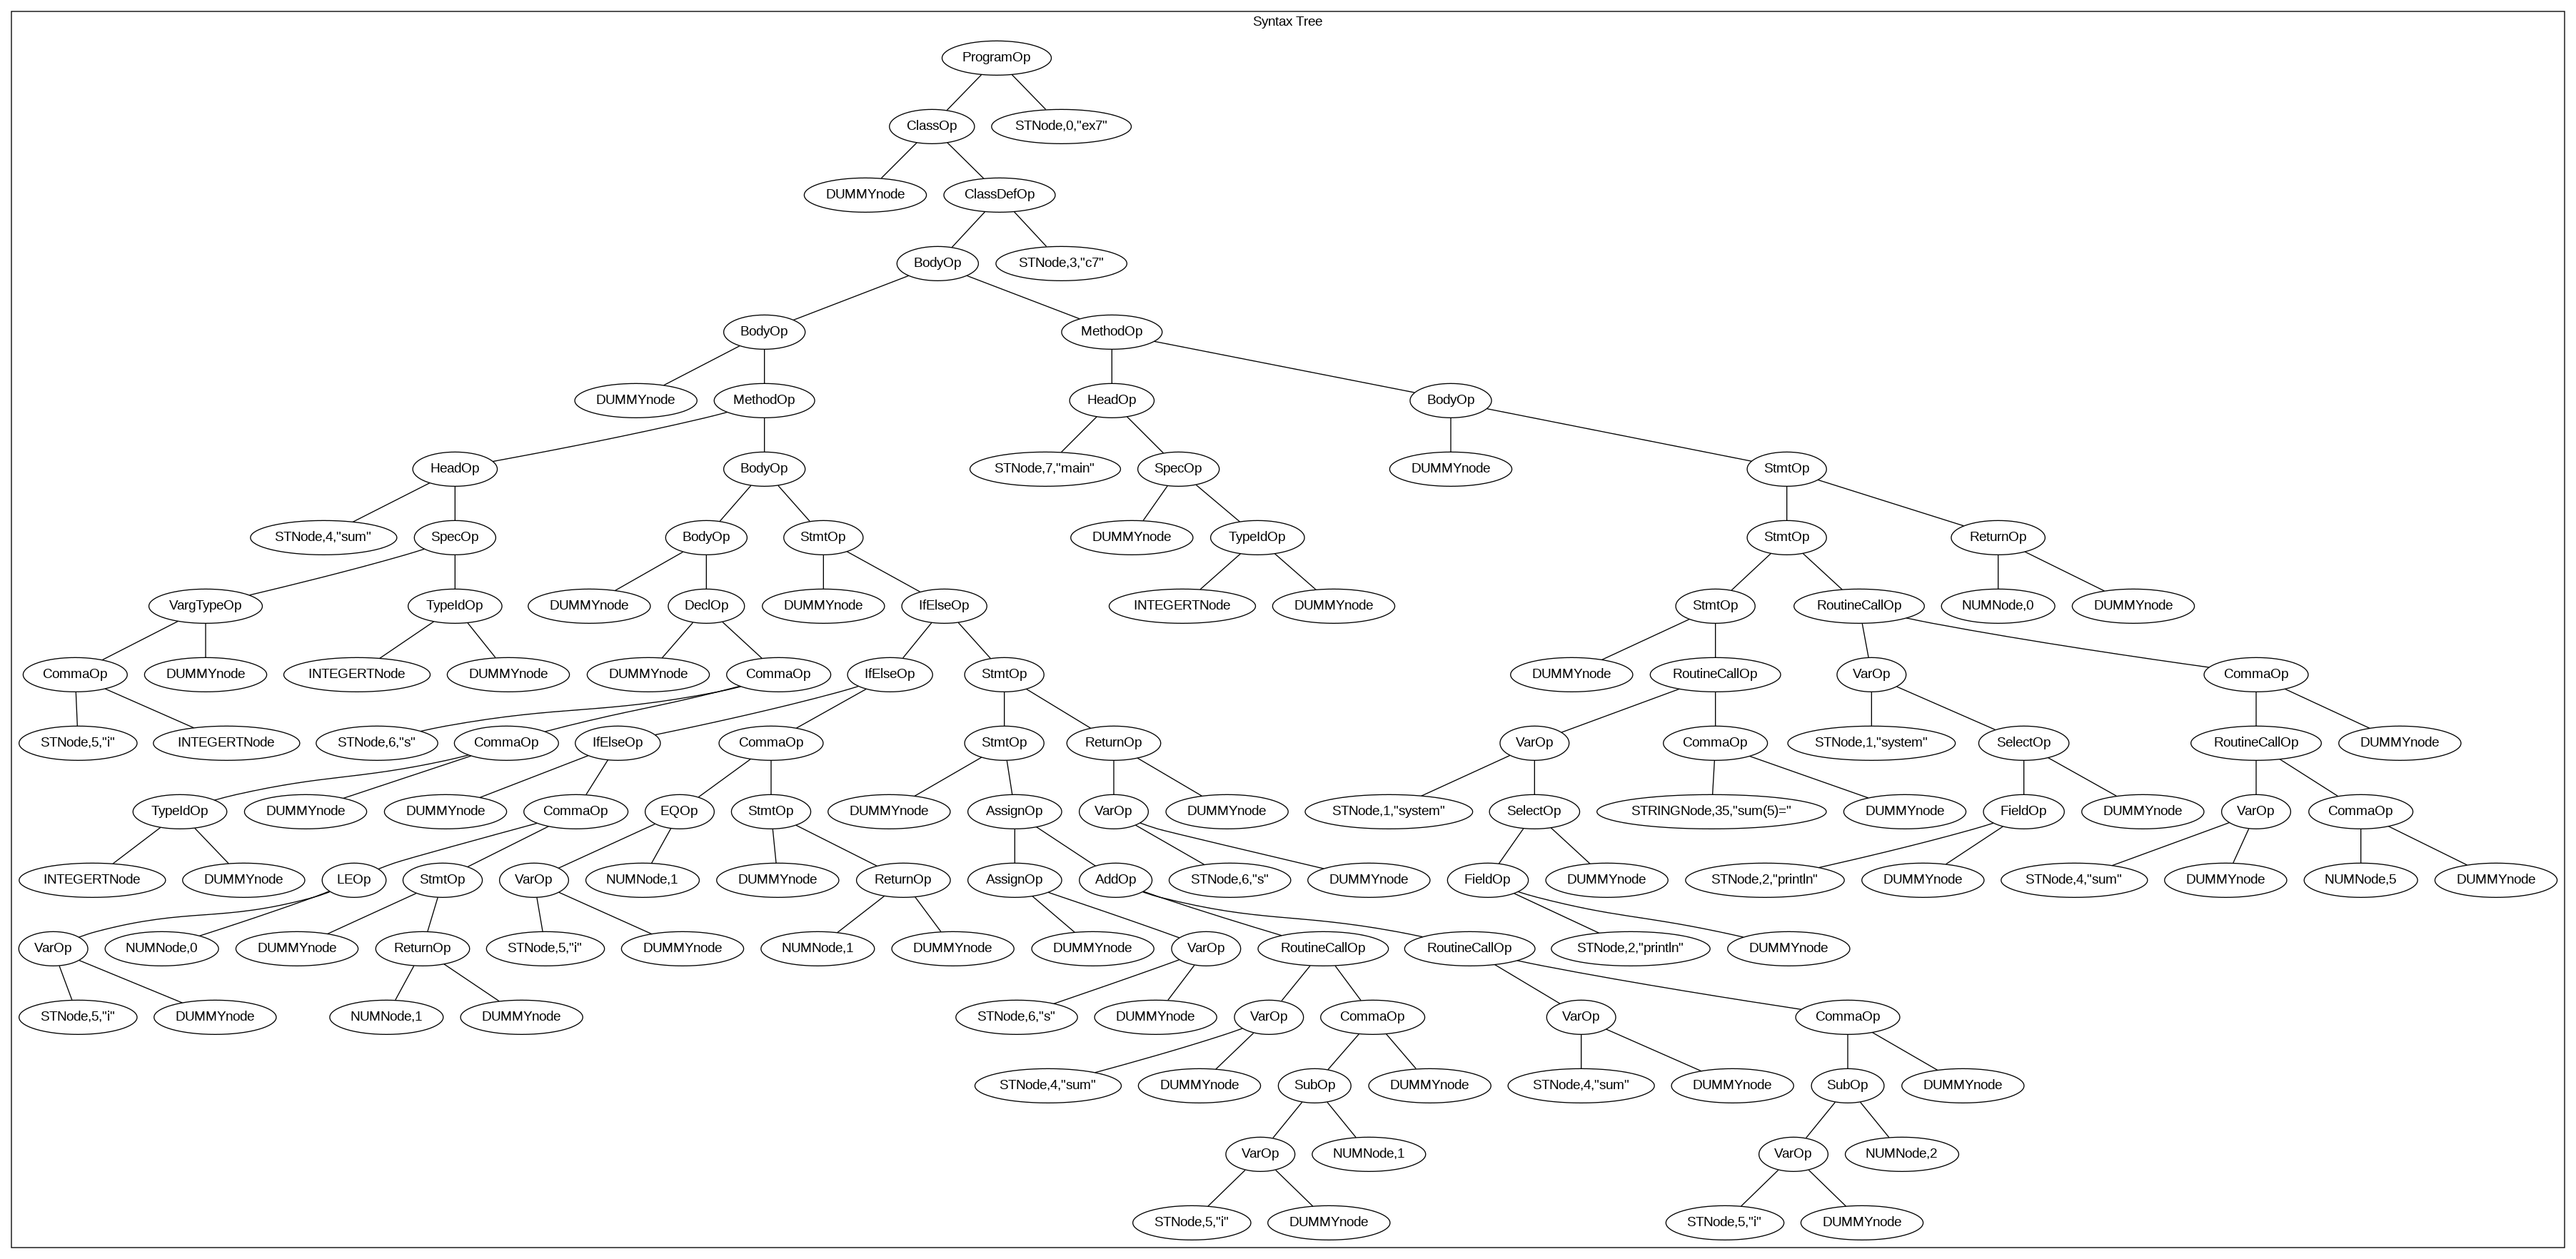 Syntax Tree
ProgramOp
ClassOp
STNode,0,"ex7"
DUMMYnode
ClassDefOp
BodyOp
STNode,3,"c7"
BodyOp
MethodOp
DUMMYnode
MethodOp
HeadOp
BodyOp
HeadOp
BodyOp
STNode,7,"main"
SpecOp
DUMMYnode
StmtOp
STNode,4,"sum"
SpecOp
BodyOp
StmtOp
DUMMYnode
TypeIdOp
StmtOp
ReturnOp
VargTypeOp
TypeIdOp
DUMMYnode
DeclOp
DUMMYnode
IfElseOp
INTEGERTNode
DUMMYnode
StmtOp
RoutineCallOp
NUMNode,0
DUMMYnode
CommaOp
DUMMYnode
INTEGERTNode
DUMMYnode
DUMMYnode
CommaOp
IfElseOp
StmtOp
DUMMYnode
RoutineCallOp
VarOp
CommaOp
STNode,5,"i"
INTEGERTNode
STNode,6,"s"
CommaOp
IfElseOp
CommaOp
StmtOp
ReturnOp
VarOp
CommaOp
STNode,1,"system"
SelectOp
RoutineCallOp
DUMMYnode
TypeIdOp
DUMMYnode
DUMMYnode
CommaOp
EQOp
StmtOp
DUMMYnode
AssignOp
VarOp
DUMMYnode
STNode,1,"system"
SelectOp
STRINGNode,35,"sum(5)="
DUMMYnode
FieldOp
DUMMYnode
VarOp
CommaOp
INTEGERTNode
DUMMYnode
LEOp
StmtOp
VarOp
NUMNode,1
DUMMYnode
ReturnOp
AssignOp
AddOp
STNode,6,"s"
DUMMYnode
FieldOp
DUMMYnode
STNode,2,"println"
DUMMYnode
STNode,4,"sum"
DUMMYnode
NUMNode,5
DUMMYnode
VarOp
NUMNode,0
DUMMYnode
ReturnOp
STNode,5,"i"
DUMMYnode
NUMNode,1
DUMMYnode
DUMMYnode
VarOp
RoutineCallOp
RoutineCallOp
STNode,2,"println"
DUMMYnode
STNode,5,"i"
DUMMYnode
NUMNode,1
DUMMYnode
STNode,6,"s"
DUMMYnode
VarOp
CommaOp
VarOp
CommaOp
STNode,4,"sum"
DUMMYnode
SubOp
DUMMYnode
STNode,4,"sum"
DUMMYnode
SubOp
DUMMYnode
VarOp
NUMNode,1
VarOp
NUMNode,2
STNode,5,"i"
DUMMYnode
STNode,5,"i"
DUMMYnode